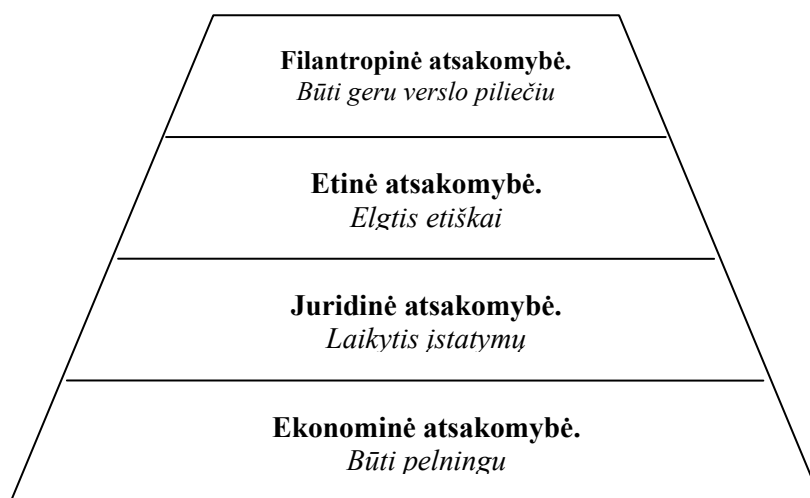 Filantropinė atsakomybė.
Būti geru verslo piliečiu
Etinė atsakomybė.
Elgtis etiškai
Juridinė atsakomybė.
Laikytis įstatymų
Ekonominė atsakomybė.
Būti pelningu